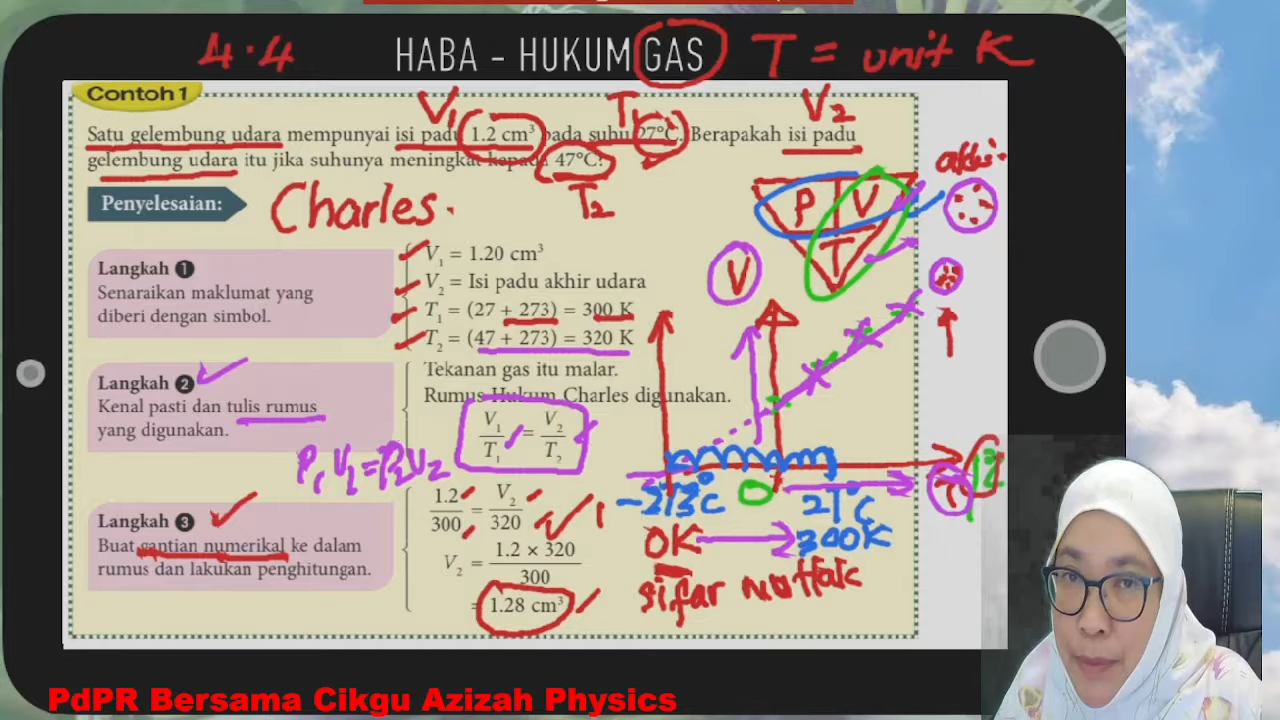 4.4 HABA - HUKUM GAS T = unit K
Contoh 1
V₁ T₁ V₂
Satu gelembung udara mempunyai isi padu 1.2 cm³ pada suhu 27°C. Berapakah isi padu
gelembung udara itu jika suhunya meningkat kepada 47°C?
T₂
Penyelesaian:
Charles.
P V
T
V
Langkah 1
Senaraikan maklumat yang
diberi dengan simbol.
V₁ = 1.20 cm³
V₂ = Isi padu akhir udara
T₁ = (27 + 273) = 300 K
T₂ = (47 + 273) = 320 K
Langkah 2
Kenal pasti dan tulis rumus
yang digunakan.
Tekanan gas itu malar.
Rumus Hukum Charles digunakan.
V₁/T₁ = V₂/T₂
P₁V₁ = P₂V₂
Langkah 3
Buat gantian numerikal ke dalam
rumus dan lakukan penghitungan.
1.2/300 = V₂/320
V₂ = 1.2 × 320/300
= 1.28 cm³
-273°C 0 27°C
T
0K 300K
sifar mutlak
PdPR Bersama Cikgu Azizah Physics